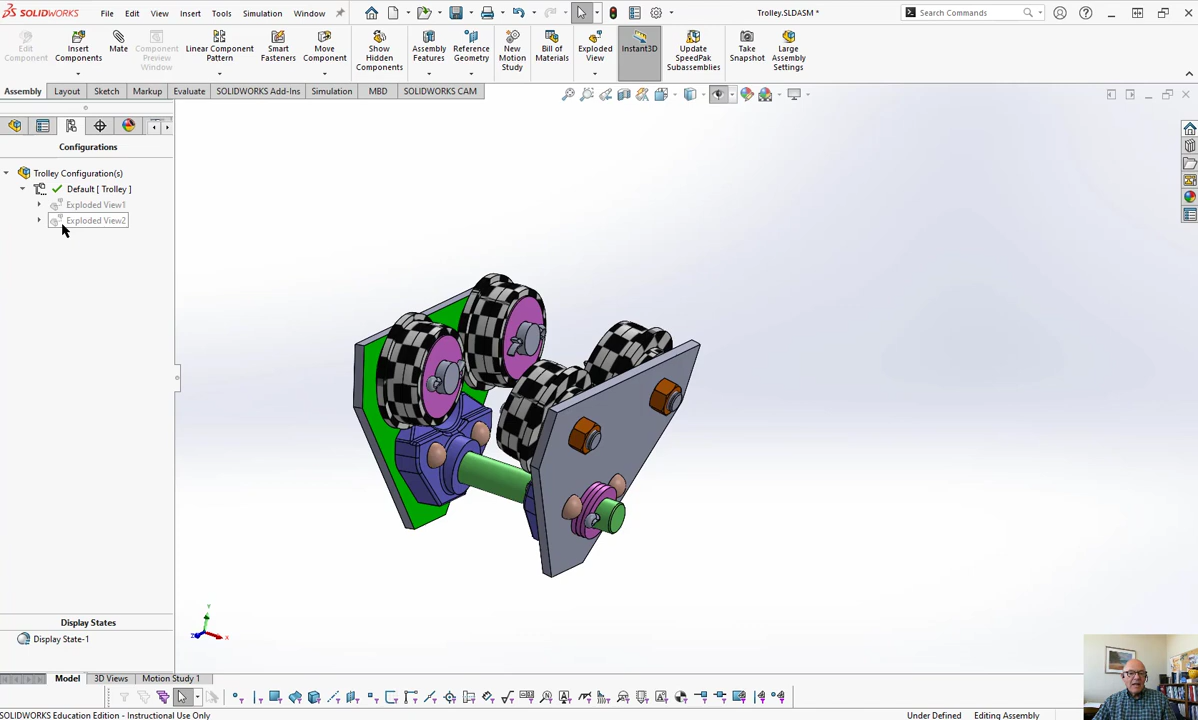 SOLIDWORKS File Edit View Insert Tools Simulation Window Trolley.SLDASM * Search Commands
Edit Component
Insert Components
Mate
Component Preview Window
Linear Component Pattern
Smart Fasteners
Move Component
Show Hidden Components
Assembly Features
Reference Geometry
New Motion Study
Bill of Materials
Exploded View
Instant3D
Update SpeedPak Subassemblies
Take Snapshot
Large Assembly Settings
Assembly Layout Sketch Markup Evaluate SOLIDWORKS Add-Ins Simulation MBD SOLIDWORKS CAM
Configurations
Trolley Configuration(s)
Default [ Trolley ]
Exploded View1
Exploded View2
Y
Z X
Display States
Display State-1
Model 3D Views Motion Study 1
SOLIDWORKS Education Edition - Instructional Use Only Under Defined Editing Assembly